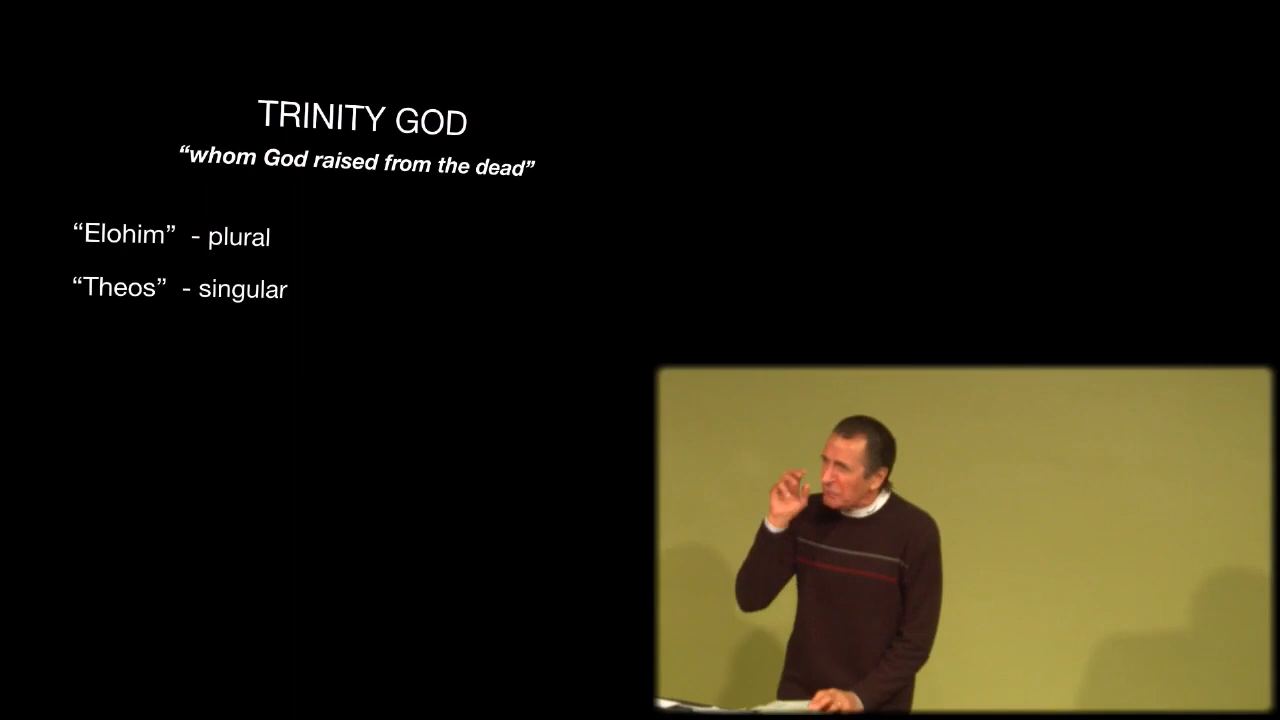 TRINITY GOD
“whom God raised from the dead”
“Elohim” - plural
“Theos” - singular